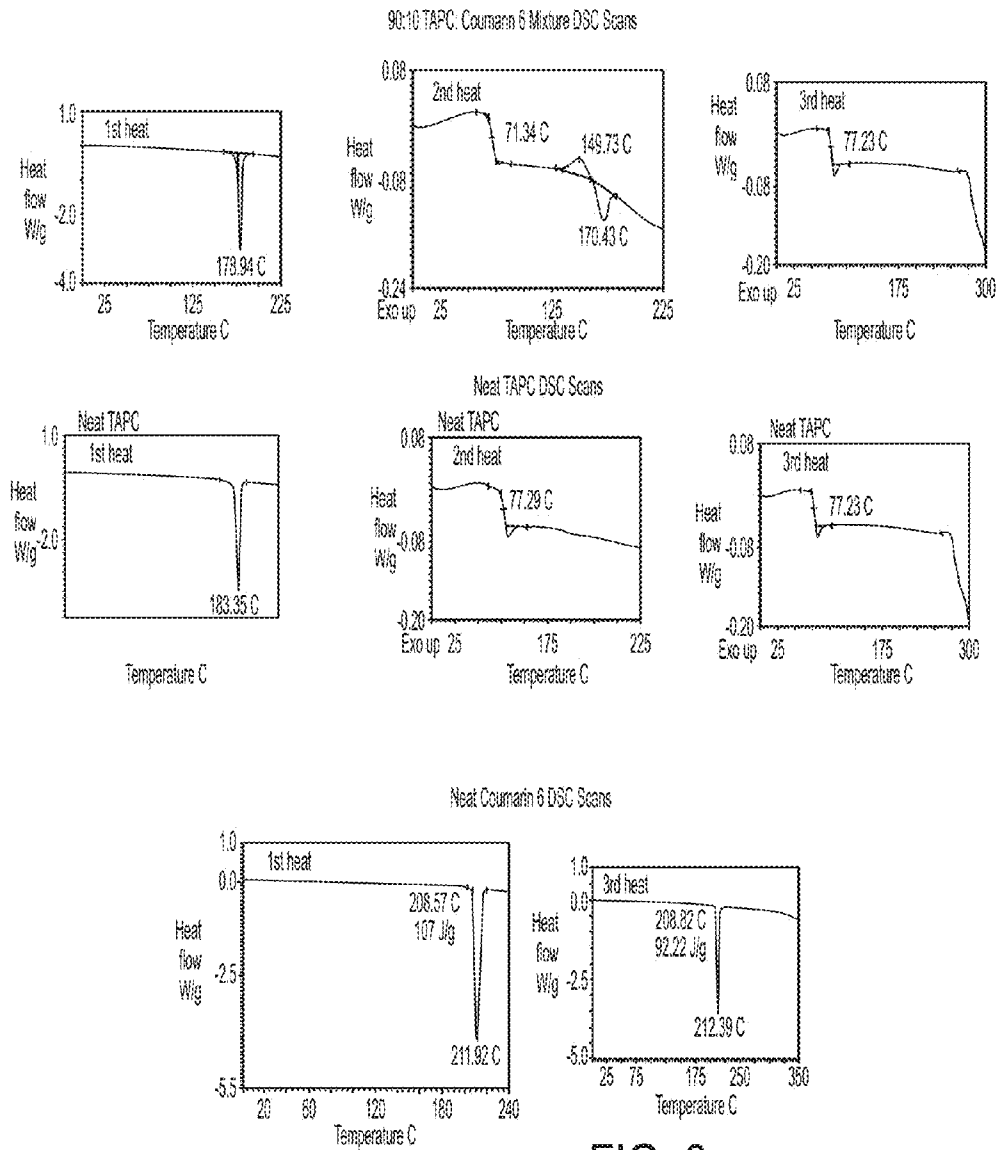 90:10 TAPC: Coumarin 6 Mixture DSC Scans
1.0
1st heat
Heat
flow
W/g
-2.0
-4.0
178.94 C
25 125 225
Temperature C
0.08
2nd heat
Heat
flow
W/g
-0.08
-0.24
71.34 C
149.73 C
170.43 C
Exo up 25 125 225
Temperature C
0.08
3rd heat
Heat
flow
W/g
-0.08
-0.20
77.23 C
Exo up 25 175 300
Temperature C
Neat TAPC DSC Scans
Neat TAPC
1.0
1st heat
Heat
flow
W/g
-2.0
183.35 C
Temperature C
Neat TAPC
0.08
2nd heat
Heat
flow
W/g
-0.08
-0.20
77.29 C
Exo up 25 175 225
Temperature C
Neat TAPC
0.08
3rd heat
Heat
flow
W/g
-0.08
-0.20
77.23 C
Exo up 25 175 300
Temperature C
Neat Coumarin 6 DSC Scans
1.0
1st heat
0.0
208.57 C
107 J/g
Heat
flow
W/g
-2.5
211.92 C
-5.5
20 60 120 180 240
Temperature C
1.0
3rd heat
0.0
208.82 C
92.22 J/g
Heat
flow
W/g
-2.5
212.39 C
-5.0
25 75 175 250 350
Temperature C